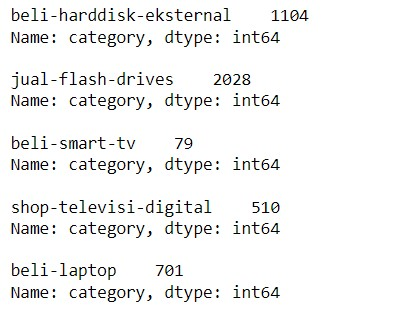 beli-harddisk-eksternal    1104
Name: category, dtype: int64
jual-flash-drives    2028
Name: category, dtype: int64
beli-smart-tv    79
Name: category, dtype: int64
shop-televisi-digital    510
Name: category, dtype: int64
beli-laptop    701
Name: category, dtype: int64